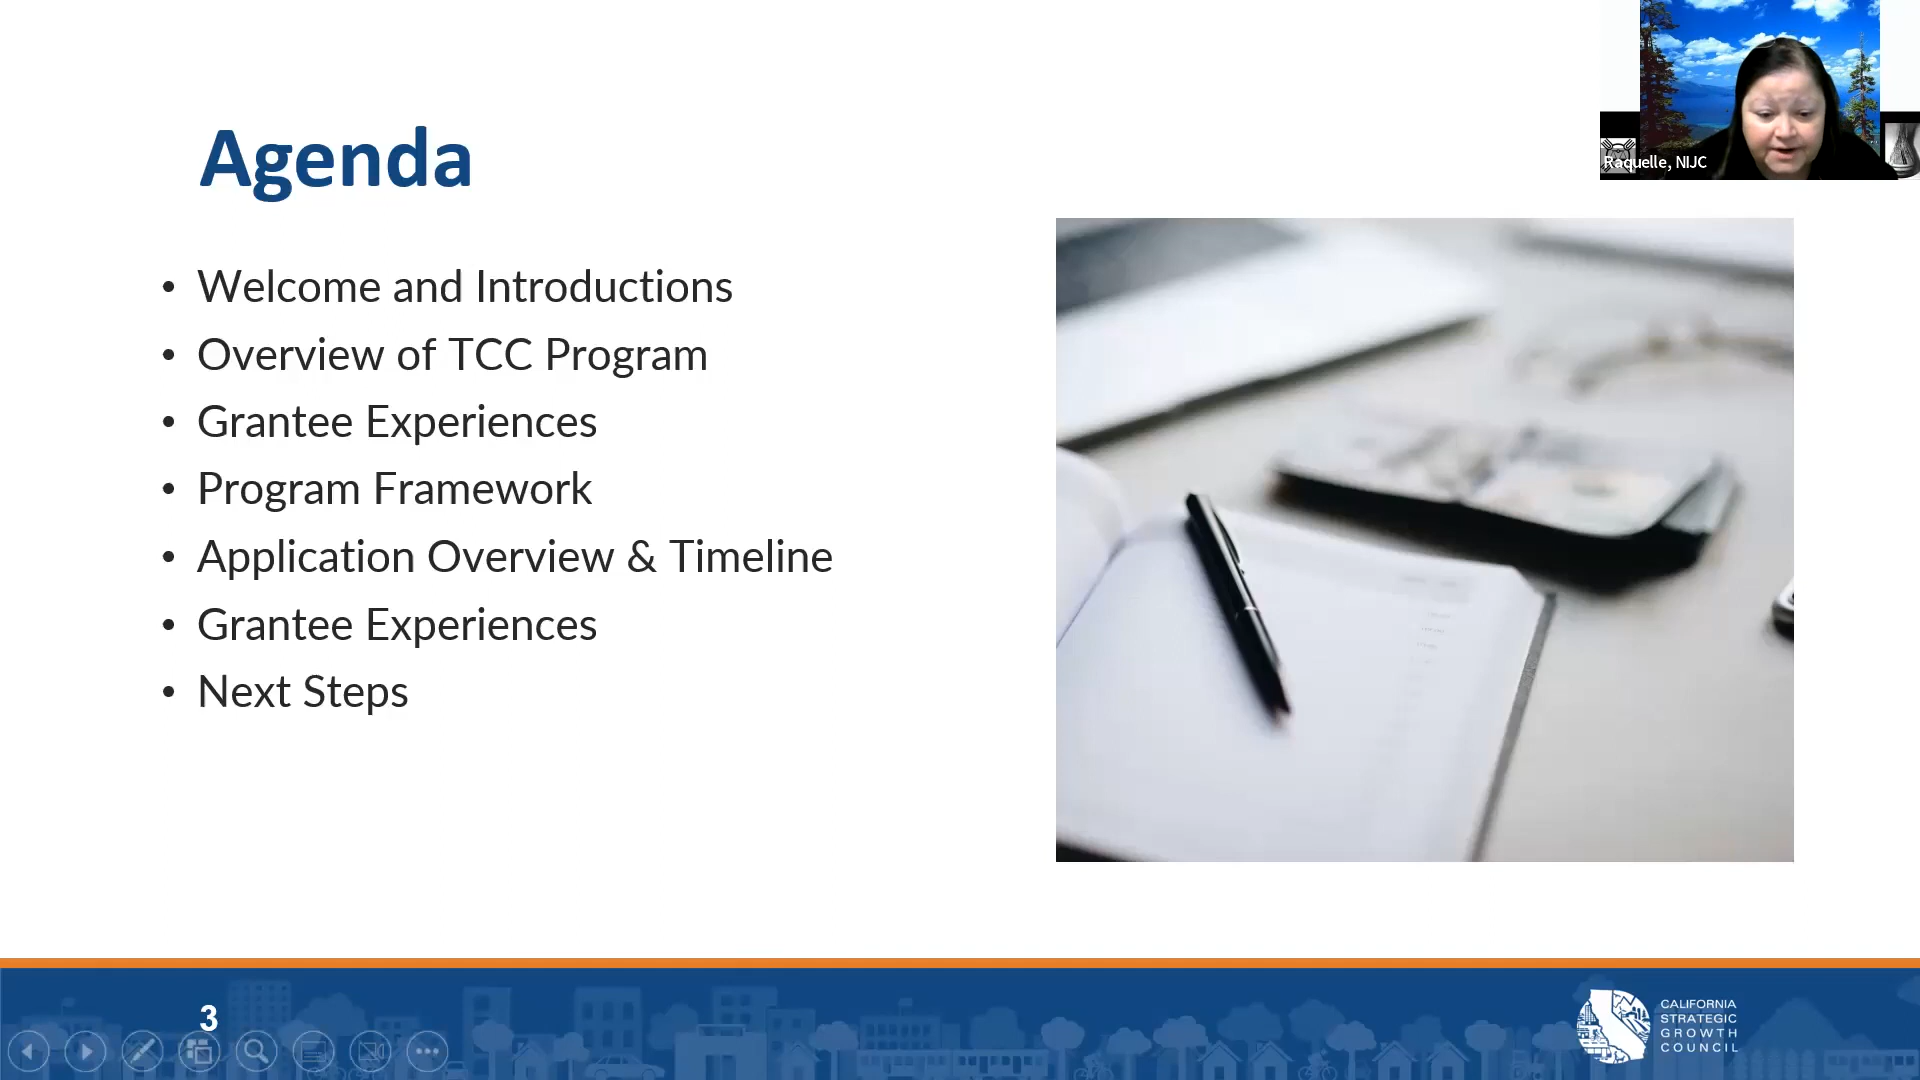 Agenda
Raquelle, NIJC
• Welcome and Introductions
• Overview of TCC Program
• Grantee Experiences
• Program Framework
• Application Overview & Timeline
• Grantee Experiences
• Next Steps
3
CALIFORNIA
STRATEGIC
GROWTH
COUNCIL